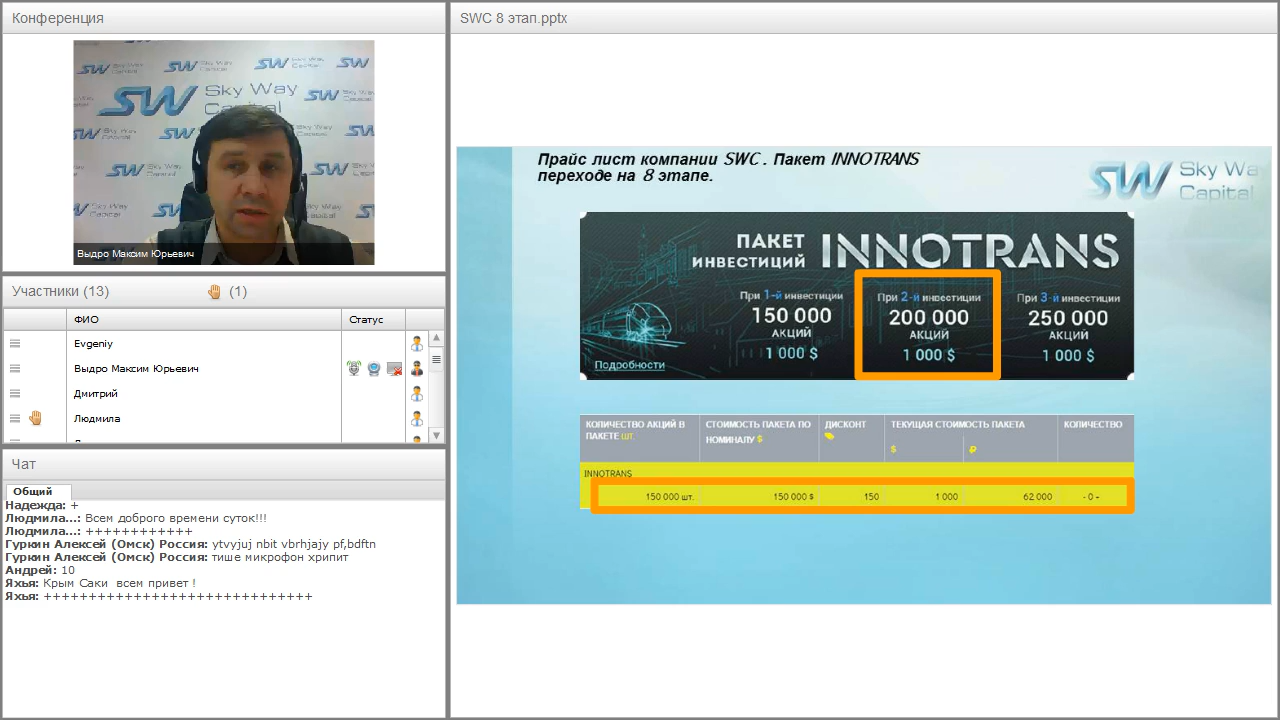 Конференция
SW Sky Way Capital
Выдро Максим Юрьевич
Участники (13)
(1)
ФИО
Статус
Evgeniy
Выдро Максим Юрьевич
Дмитрий
Людмила
Чат
Общий
Надежда: +
Людмила...: Всем доброго времени суток!!!
Людмила...: ++++++++++++
Гуркин Алексей (Омск) Россия: ytvyjuj nbit vbrhjajy pf,bdftn
Гуркин Алексей (Омск) Россия: тише микрофон хрипит
Андрей: 10
Яхья: Крым Саки всем привет !
Яхья: ++++++++++++++++++++++++++++++
SWC 8 этап.pptx
Прайс лист компании SWC . Пакет INNOTRANS
переходе на 8 этапе.
SW Sky Wa
Capital
ПАКЕТ
ИНВЕСТИЦИЙ
INNOTRANS
При 1-й инвестиции
150 000
АКЦИЙ
1 000 $
При 2-й инвестиции
200 000
АКЦИЙ
1 000 $
При 3-й инвестиции
250 000
АКЦИЙ
1 000 $
Подробности
КОЛИЧЕСТВО АКЦИЙ В
ПАКЕТЕ ШТ.
СТОИМОСТЬ ПАКЕТА ПО
НОМИНАЛУ $
ДИСКОНТ
ТЕКУЩАЯ СТОИМОСТЬ ПАКЕТА
$ ₽
КОЛИЧЕСТВО
INNOTRANS
150 000 шт. 150 000 $ 150 1 000 62 000 - 0 +